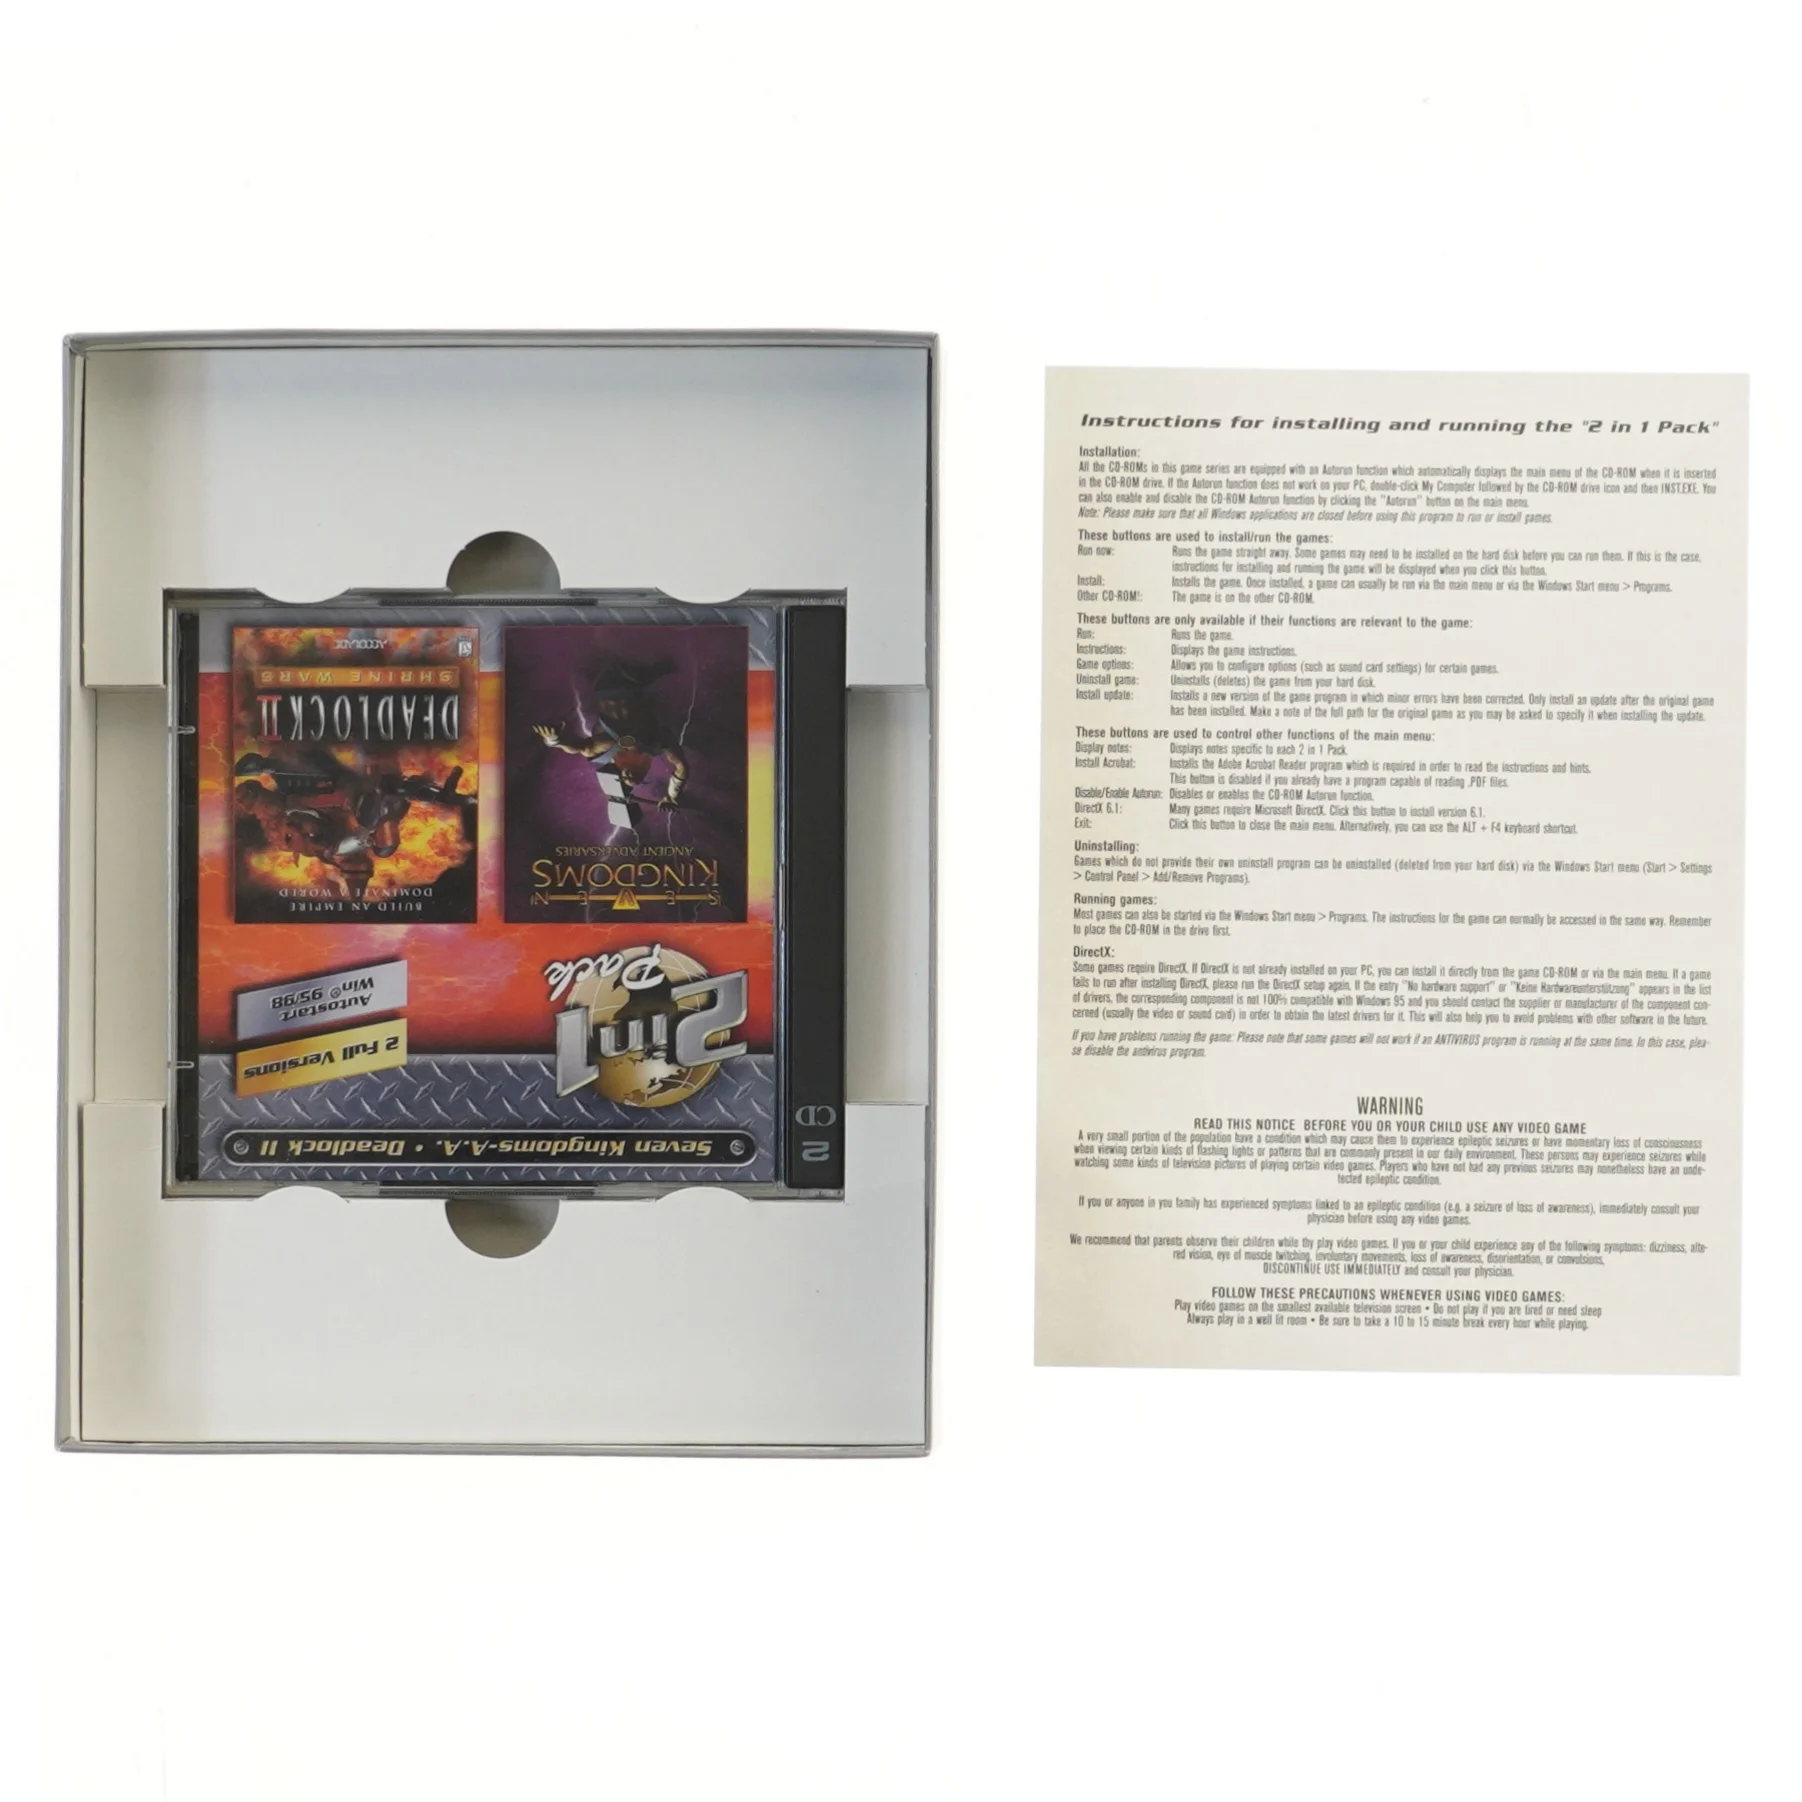 Seven Kingdoms-A.A. • Deadlock II
2 CD
2in1
Pack
2 Full Versions
Autostart
Win® 95/98
SEVEN
KINGDOMS
ANCIENT ADVERSARIES
BUILD AN EMPIRE
DOMINATE A WORLD
DEADLOCK II
SHRINE WARS
ACCOLADE
Instructions for installing and running the "2 in 1 Pack"
Installation:
All the CD-ROMs in this game series are equipped with an Autorun function which automatically displays the main menu of the CD-ROM when it is inserted
in the CD-ROM drive. If the Autorun function does not work on your PC, double-click My Computer followed by the CD-ROM drive icon and then INST.EXE. You
can also enable and disable the CD-ROM Autorun function by clicking the "Autorun" button on the main menu.
Note: Please make sure that all Windows applications are closed before using this program to run or install games.
These buttons are used to install/run the games:
Run now: Runs the game straight away. Some games may need to be installed on the hard disk before you can run them. If this is the case,
instructions for installing and running the game will be displayed when you click this button.
Install: Installs the game. Once installed, a game can usually be run via the main menu or via the Windows Start menu > Programs.
Other CD-ROM!: The game is on the other CD-ROM.
These buttons are only available if their functions are relevant to the game:
Run: Runs the game.
Instructions: Displays the game instructions.
Game options: Allows you to configure options (such as sound card settings) for certain games.
Uninstall game: Uninstalls (deletes) the game from your hard disk.
Install update: Installs a new version of the game program in which minor errors have been corrected. Only install an update after the original game
has been installed. Make a note of the full path for the original game as you may be asked to specify it when installing the update.
These buttons are used to control other functions of the main menu:
Display notes: Displays notes specific to each 2 in 1 Pack.
Install Acrobat: Installs the Adobe Acrobat Reader program which is required in order to read the instructions and hints.
This button is disabled if you already have a program capable of reading .PDF files.
Disable/Enable Autorun: Disables or enables the CD-ROM Autorun function.
DirectX 6.1: Many games require Microsoft DirectX. Click this button to install version 6.1.
Exit: Click this button to close the main menu. Alternatively, you can use the ALT + F4 keyboard shortcut.
Uninstalling:
Games which do not provide their own uninstall program can be uninstalled (deleted from your hard disk) via the Windows Start menu (Start > Settings
> Control Panel > Add/Remove Programs).
Running games:
Most games can also be started via the Windows Start menu > Programs. The instructions for the game can normally be accessed in the same way. Remember
to place the CD-ROM in the drive first.
DirectX:
Some games require DirectX. If DirectX is not already installed on your PC, you can install it directly from the game CD-ROM or via the main menu. If a game
fails to run after installing DirectX, please run the DirectX setup again. If the entry "No hardware support" or "Keine Hardwareunterstützung" appears in the list
of drivers, the corresponding component is not 100% compatible with Windows 95 and you should contact the supplier or manufacturer of the component con-
cerned (usually the video or sound card) in order to obtain the latest drivers for it. This will also help you to avoid problems with other software in the future.
If you have problems running the game: Please note that some games will not work if an ANTIVIRUS program is running at the same time. In this case, plea-
se disable the antivirus program.
WARNING
READ THIS NOTICE BEFORE YOU OR YOUR CHILD USE ANY VIDEO GAME
A very small portion of the population have a condition which may cause them to experience epileptic seizures or have momentary loss of consciousness
when viewing certain kinds of flashing lights or patterns that are commonly present in our daily environment. These persons may experience seizures while
watching some kinds of television pictures of playing certain video games. Players who have not had any previous seizures may nonetheless have an unde-
tected epileptic condition.
If you or anyone in you family has experienced symptoms linked to an epileptic condition (e.g. a seizure of loss of awareness), immediately consult your
physician before using any video games.
We recommend that parents observe their children while thy play video games. If you or your child experience any of the following symptoms: dizziness, alte-
red vision, eye of muscle twitching, involuntary movements, loss of awareness, disorientation, or convulsions,
DISCONTINUE USE IMMEDIATELY and consult your physician.
FOLLOW THESE PRECAUTIONS WHENEVER USING VIDEO GAMES:
Play video games on the smallest available television screen • Do not play if you are tired or need sleep
Always play in a well lit room • Be sure to take a 10 to 15 minute break every hour while playing.